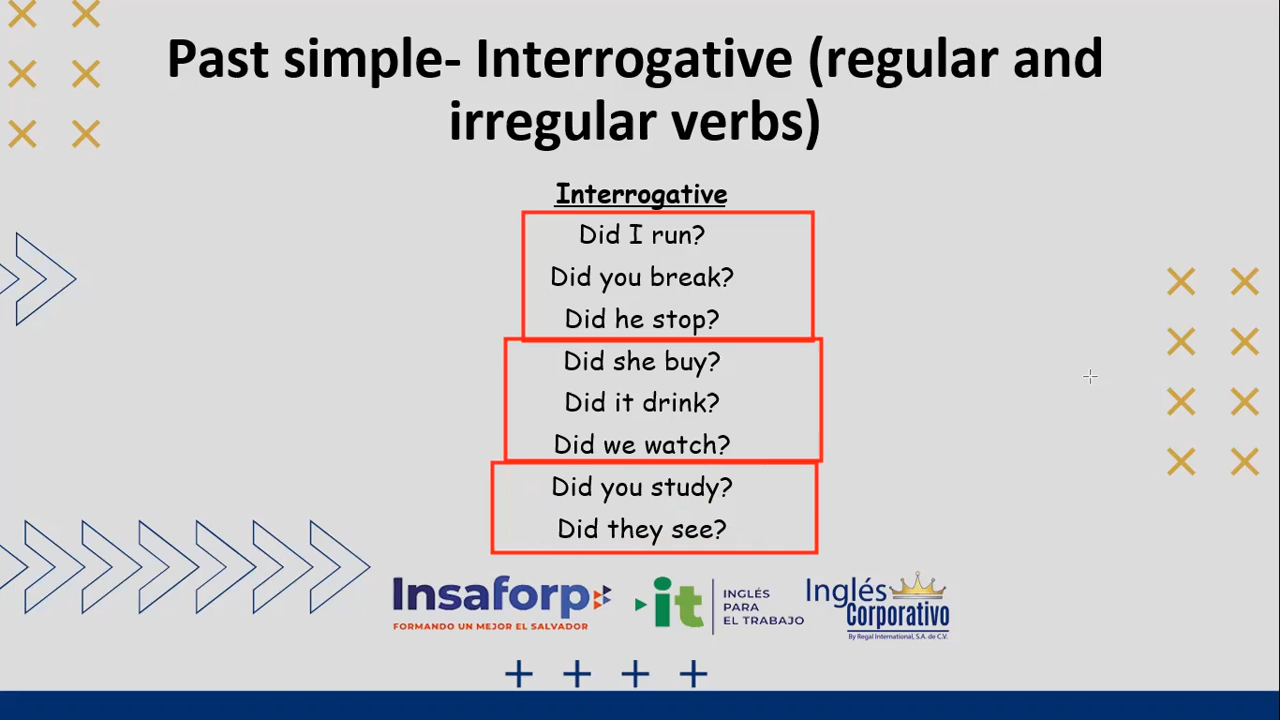 Past simple- Interrogative (regular and
irregular verbs)
Interrogative
Did I run?
Did you break?
Did he stop?
Did she buy?
Did it drink?
Did we watch?
Did you study?
Did they see?
Insaforp
FORMANDO UN MEJOR EL SALVADOR
it
INGLÉS
PARA
EL TRABAJO
Inglés
Corporativo
By Regal International, S.A. de C.V.